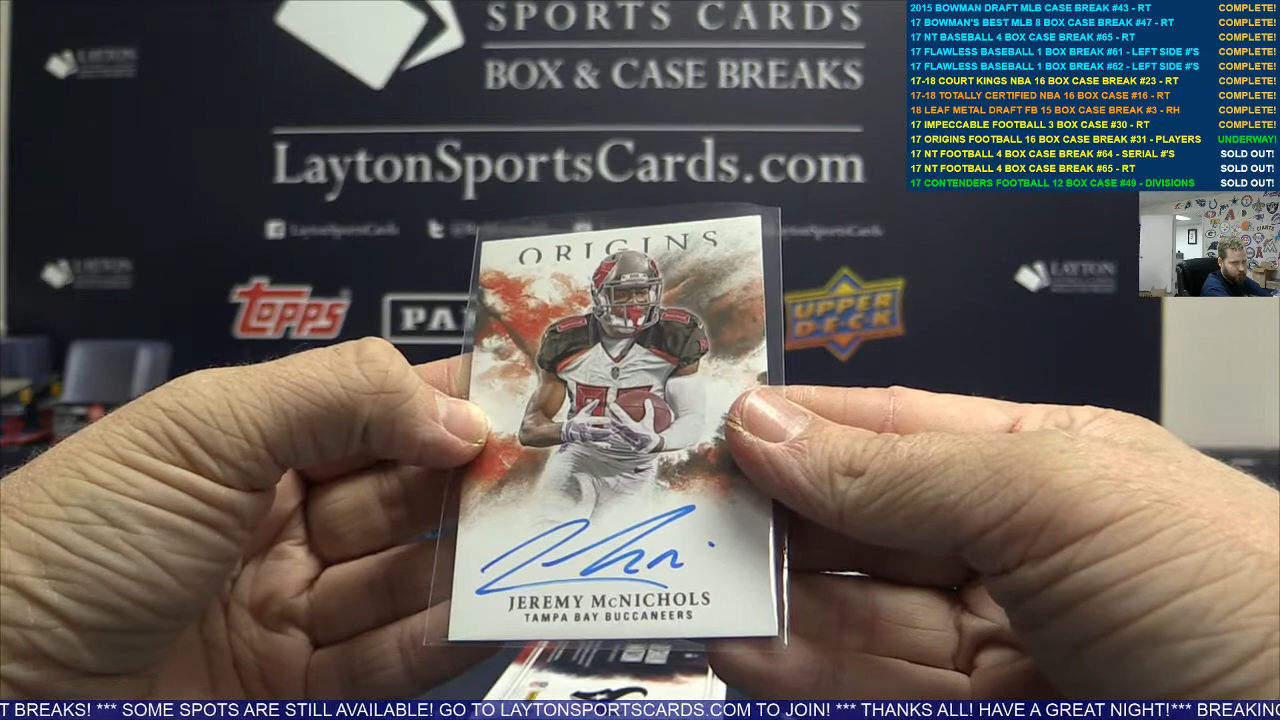 SPORTS CARDS
BOX & CASE BREAKS
LaytonSportsCards.com
LaytonSportsCards
LAYTON
LAYTON
LAYTON
Topps
PAN
UPPER DECK
ORIGINS
JEREMY McNICHOLS
TAMPA BAY BUCCANEERS
2015 BOWMAN DRAFT MLB CASE BREAK #43 - RT COMPLETE!
17 BOWMAN'S BEST MLB 8 BOX CASE BREAK #47 - RT COMPLETE!
17 NT BASEBALL 4 BOX CASE BREAK #65 - RT COMPLETE!
17 FLAWLESS BASEBALL 1 BOX BREAK #61 - LEFT SIDE #'S COMPLETE!
17 FLAWLESS BASEBALL 1 BOX BREAK #62 - LEFT SIDE #'S COMPLETE!
17-18 COURT KINGS NBA 16 BOX CASE BREAK #23 - RT COMPLETE!
17-18 TOTALLY CERTIFIED NBA 16 BOX CASE #16 - RT COMPLETE!
18 LEAF METAL DRAFT FB 15 BOX CASE BREAK #3 - RH COMPLETE!
17 IMPECCABLE FOOTBALL 3 BOX CASE #30 - RT COMPLETE!
17 ORIGINS FOOTBALL 16 BOX CASE BREAK #31 - PLAYERS UNDERWAY!
17 NT FOOTBALL 4 BOX CASE BREAK #64 - SERIAL #'S SOLD OUT!
17 NT FOOTBALL 4 BOX CASE BREAK #65 - RT SOLD OUT!
17 CONTENDERS FOOTBALL 12 BOX CASE #49 - DIVISIONS SOLD OUT!
T BREAKS! *** SOME SPOTS ARE STILL AVAILABLE! GO TO LAYTONSPORTSCARDS.COM TO JOIN! *** THANKS ALL! HAVE A GREAT NIGHT!*** BREAKING